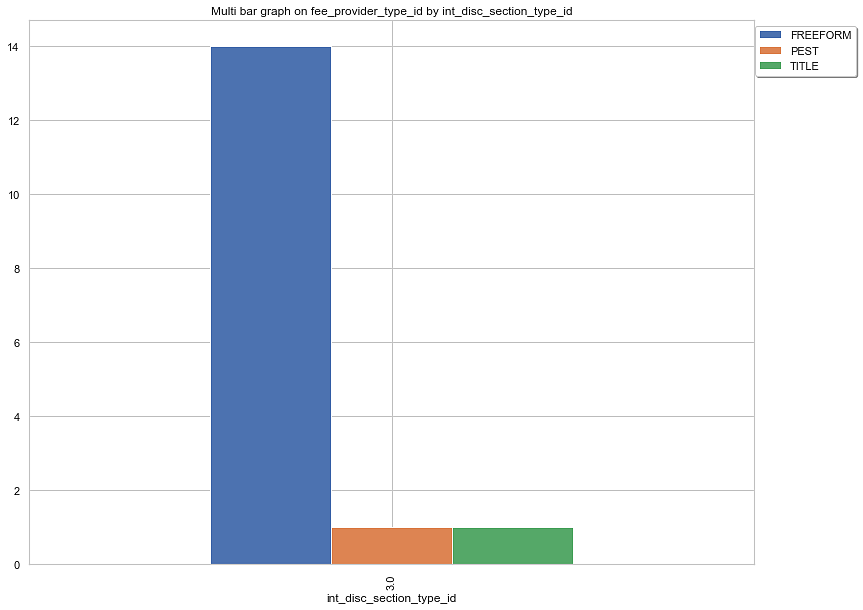 Multi bar graph on fee_provider_type_id by int_disc_section_type_id
FREEFORM
PEST
TITLE
14
12
10
8
6
4
2
0
3.0
int_disc_section_type_id